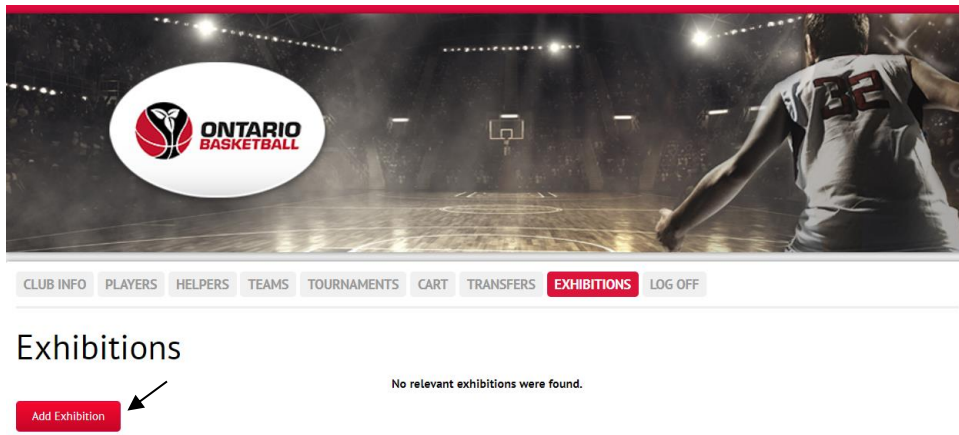 ONTARIO
BASKETBALL
32
CLUB INFO PLAYERS HELPERS TEAMS TOURNAMENTS CART TRANSFERS EXHIBITIONS LOG OFF
Exhibitions
No relevant exhibitions were found.
Add Exhibition